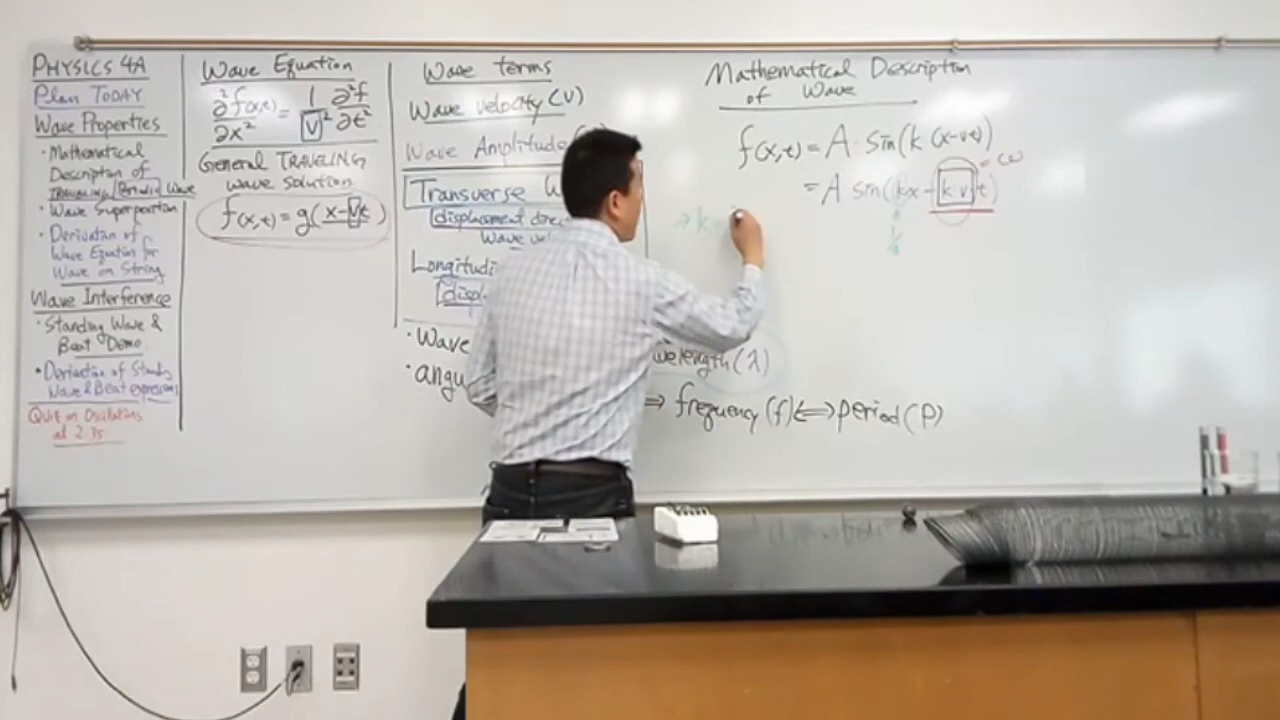 PHYSICS 4A
Plan TODAY
Wave Properties
• Mathematical
Description of
Wave
• Wave Superposition
• Derivation of
Wave Equation for
Wave on String
Wave Interference
• Standing Wave &
Beat Demo
• Derivation of Standing
Wave & Beat expressions
Quiz on Oscillations
at 2:35
Wave Equation
∂²f(x,t)/∂x² = 1/v² ∂²f/∂t²
General TRAVELING
wave solution
f(x,t) = g(x-vt)
Wave terms
Wave velocity (v)
Wave Amplitude
Transverse W
displacement direc
Wave vel
Longitudi
displ
• Wave
welength (λ)
• angu
⇒ frequency (f) ⇔ period (P)
Mathematical Description
of Wave
f(x,t) = A · sin(k (x-vt))
= A · sin(kx - k v t)
= ω
→ k =